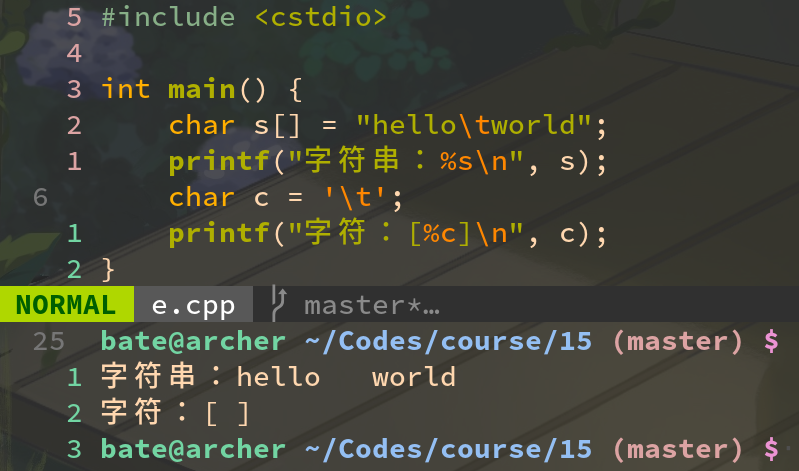 5 #include <cstdio>
4
3 int main() {
2     char s[] = "hello\tworld";
1     printf("字符串：%s\n", s);
6     char c = '\t';
1     printf("字符：[%c]\n", c);
2 }
NORMAL e.cpp master*…
25 bate@archer ~/Codes/course/15 (master) $
1 字符串：hello   world
2 字符：[ ]
3 bate@archer ~/Codes/course/15 (master) $